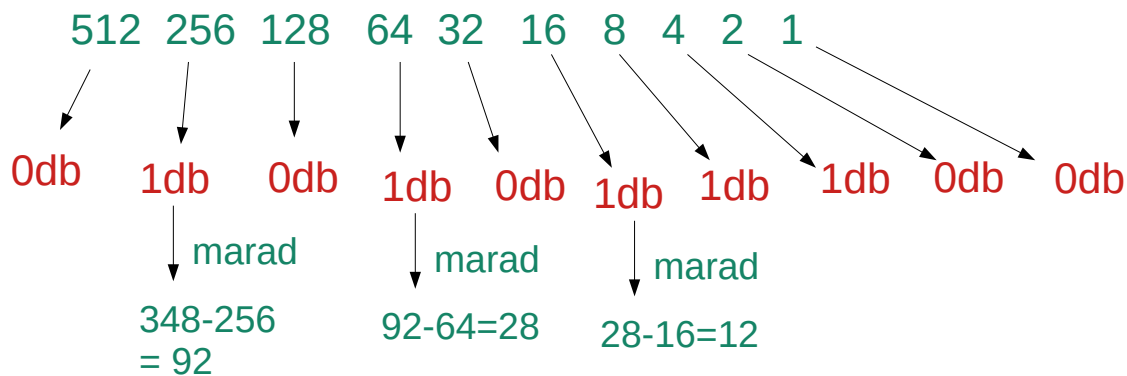 512 256 128 64 32 16 8 4 2 1
0db 1db 0db 1db 0db 1db 1db 1db 0db 0db
marad marad marad
348-256
= 92
92-64=28
28-16=12